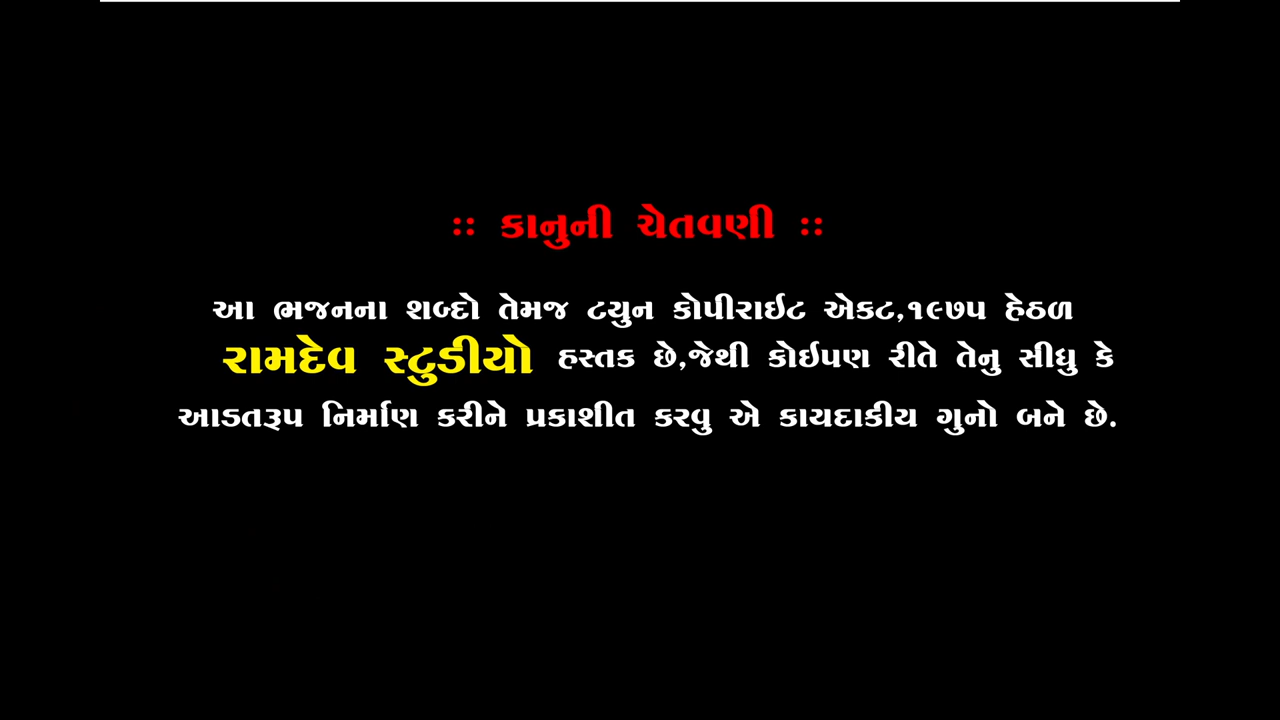 :: કાનુની ચેતવણી ::
આ ભજનના શબ્દો તેમજ ટયુન કોપીરાઈટ એકટ,૧૯૭૫ હેઠળ
રામદેવ સ્ટુડીયો હસ્તક છે,જેથી કોઈપણ રીતે તેનુ સીધુ કે
આડતરૂપ નિર્માણ કરીને પ્રકાશીત કરવુ એ કાયદાકીય ગુનો બને છે.